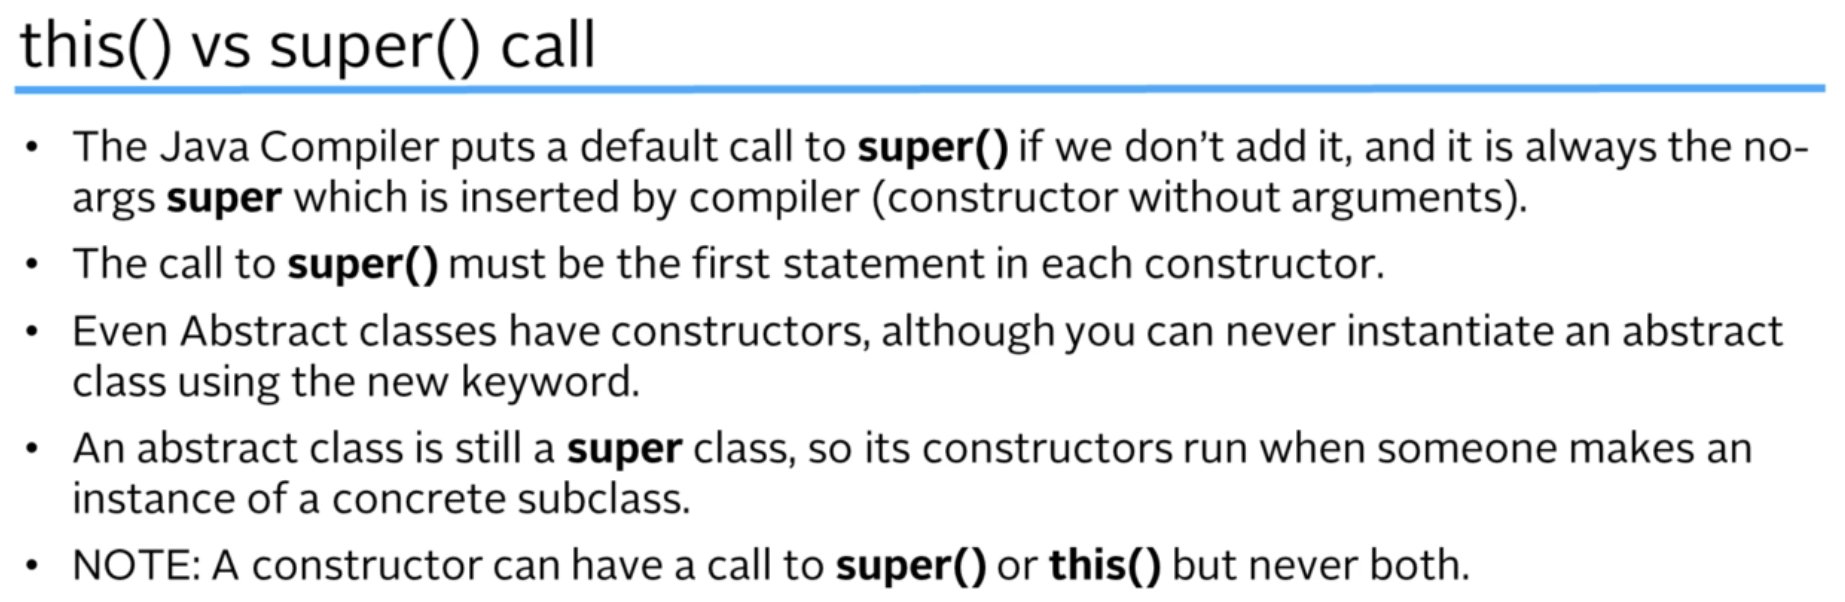 this() vs super() call
• The Java Compiler puts a default call to super() if we don't add it, and it is always the no-
args super which is inserted by compiler (constructor without arguments).
• The call to super() must be the first statement in each constructor.
• Even Abstract classes have constructors, although you can never instantiate an abstract
class using the new keyword.
• An abstract class is still a super class, so its constructors run when someone makes an
instance of a concrete subclass.
• NOTE: A constructor can have a call to super() or this() but never both.